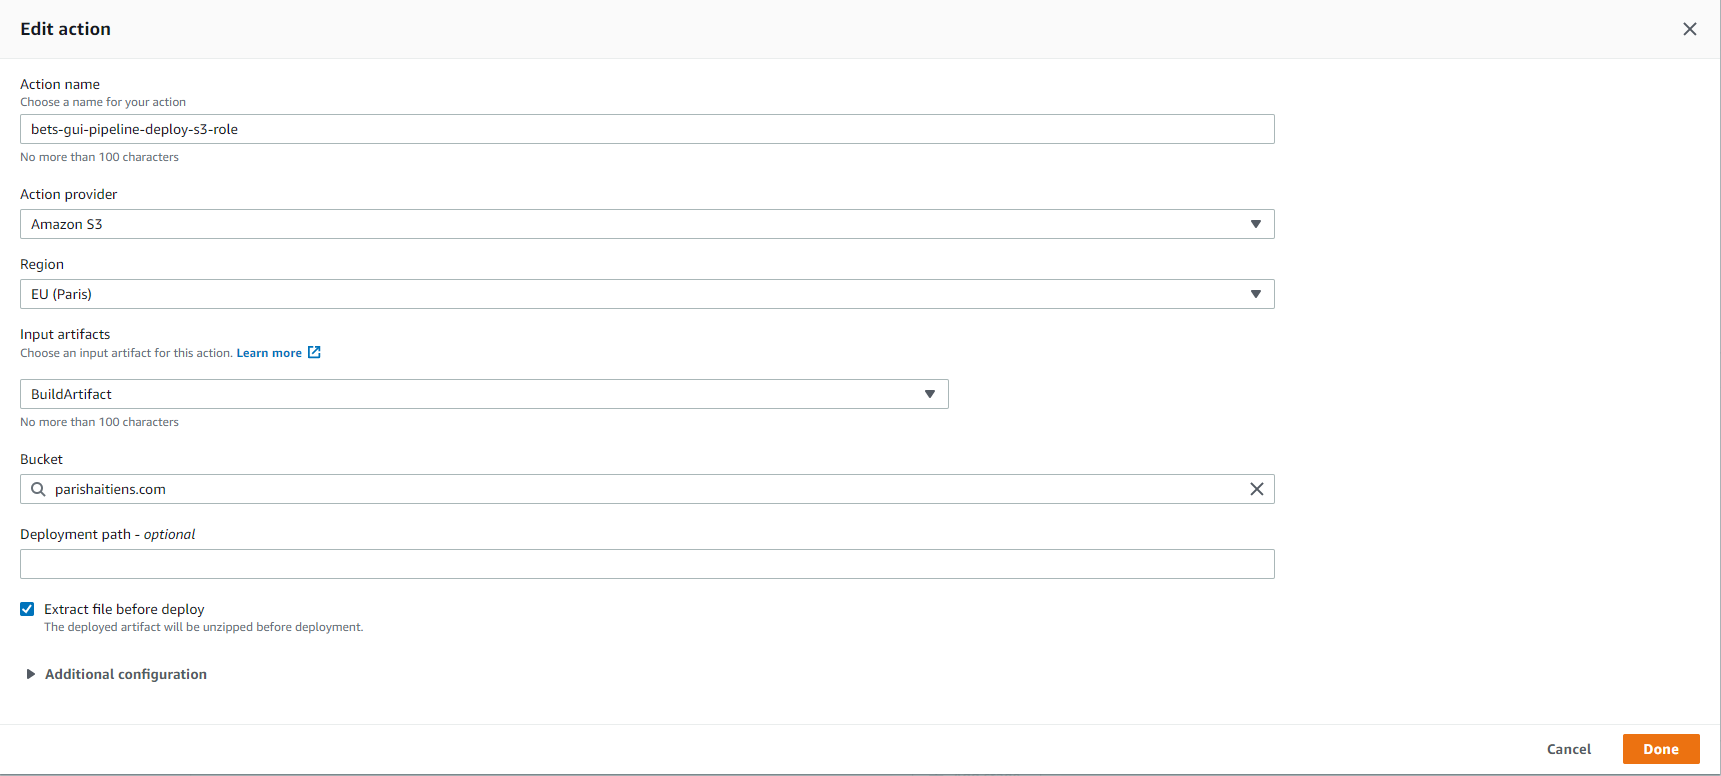 Edit action
Action name
Choose a name for your action
bets-gui-pipeline-deploy-s3-role
No more than 100 characters
Action provider
Amazon S3
Region
EU (Paris)
Input artifacts
Choose an input artifact for this action. Learn more
BuildArtifact
No more than 100 characters
Bucket
parishaitiens.com
Deployment path - optional
Extract file before deploy
The deployed artifact will be unzipped before deployment.
Additional configuration
Cancel Done